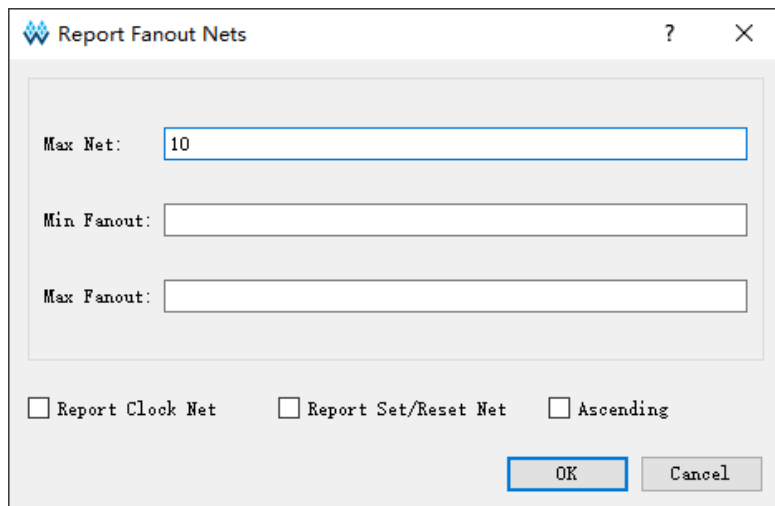 Report Fanout Nets
Max Net: 10
Min Fanout:
Max Fanout:
Report Clock Net Report Set/Reset Net Ascending
OK Cancel